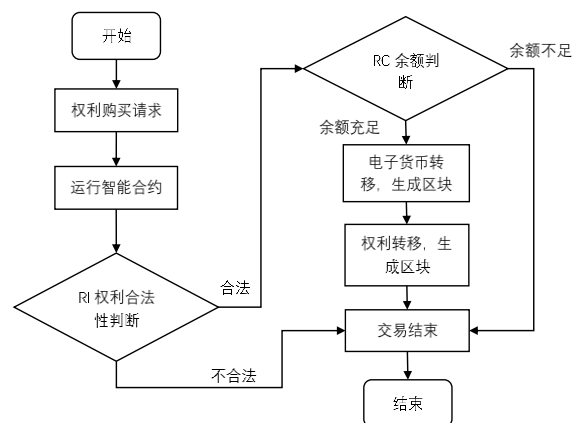 开始
权利购买请求
运行智能合约
RI 权利合法
性判断
合法
不合法
RC 余额判
断
余额不足
余额充足
电子货币转
移，生成区块
权利转移，生
成区块
交易结束
结束